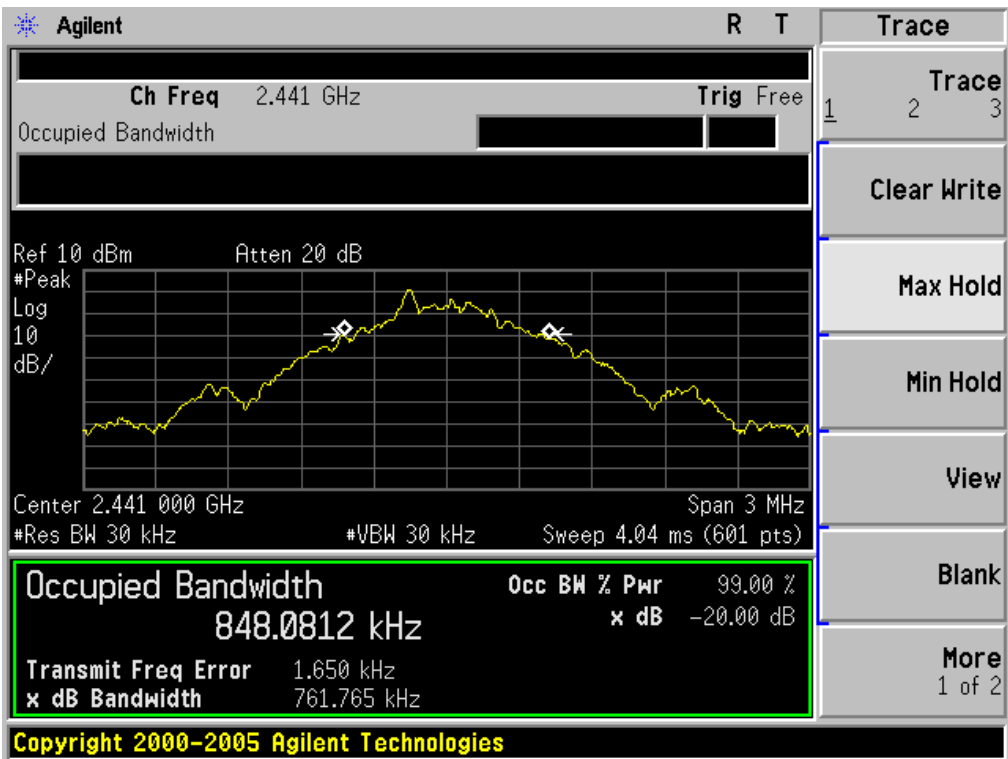 Agilent R T Trace
Ch Freq 2.441 GHz Trig Free
Occupied Bandwidth
Ref 10 dBm Atten 20 dB
#Peak
Log
10
dB/
Center 2.441 000 GHz Span 3 MHz
#Res BW 30 kHz #VBW 30 kHz Sweep 4.04 ms (601 pts)
Occupied Bandwidth Occ BW % Pwr 99.00 %
848.0812 kHz x dB -20.00 dB
Transmit Freq Error 1.650 kHz
x dB Bandwidth 761.765 kHz
Copyright 2000-2005 Agilent Technologies
Trace
1 2 3
Clear Write
Max Hold
Min Hold
View
Blank
More
1 of 2